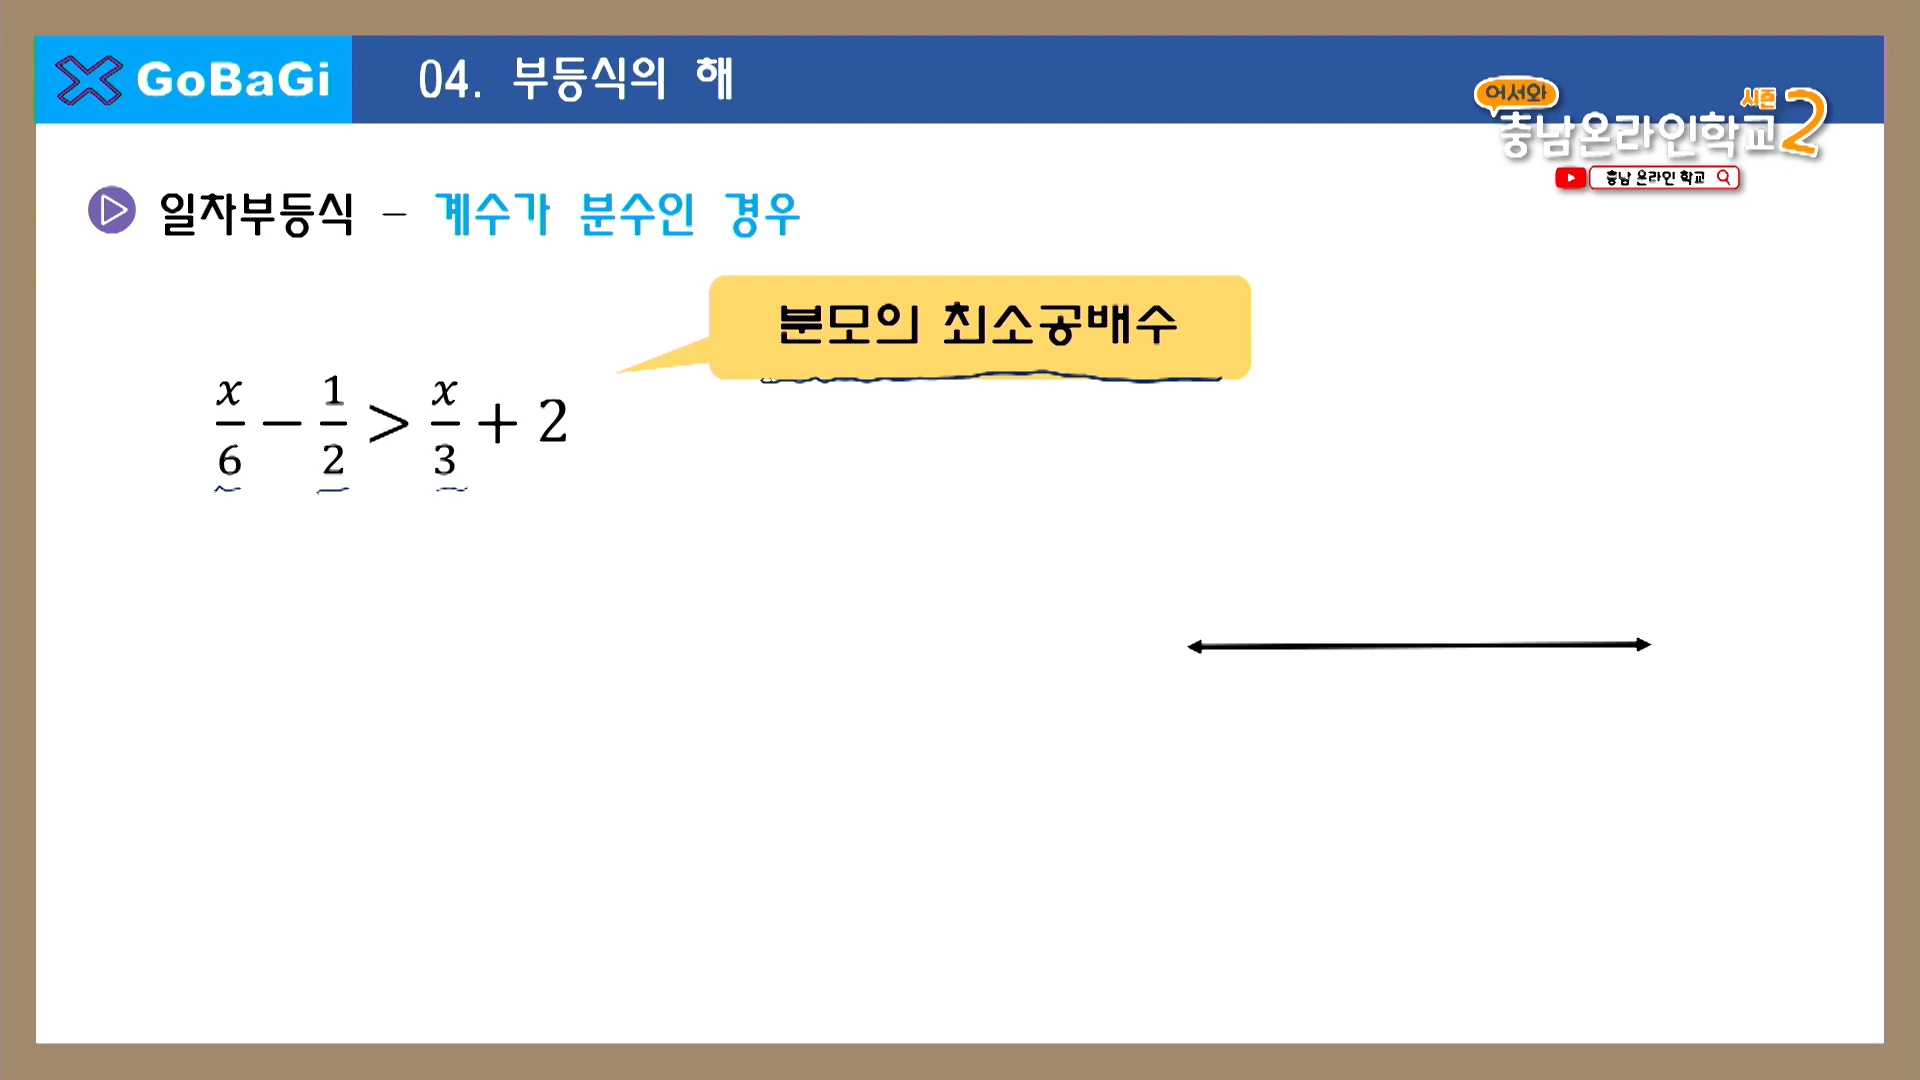 GoBaGi
04. 부등식의 해
어서와
시즌2
충남온라인학교
충남 온라인 학교
일차부등식 – 계수가 분수인 경우
분모의 최소공배수
x/6 − 1/2 > x/3 + 2